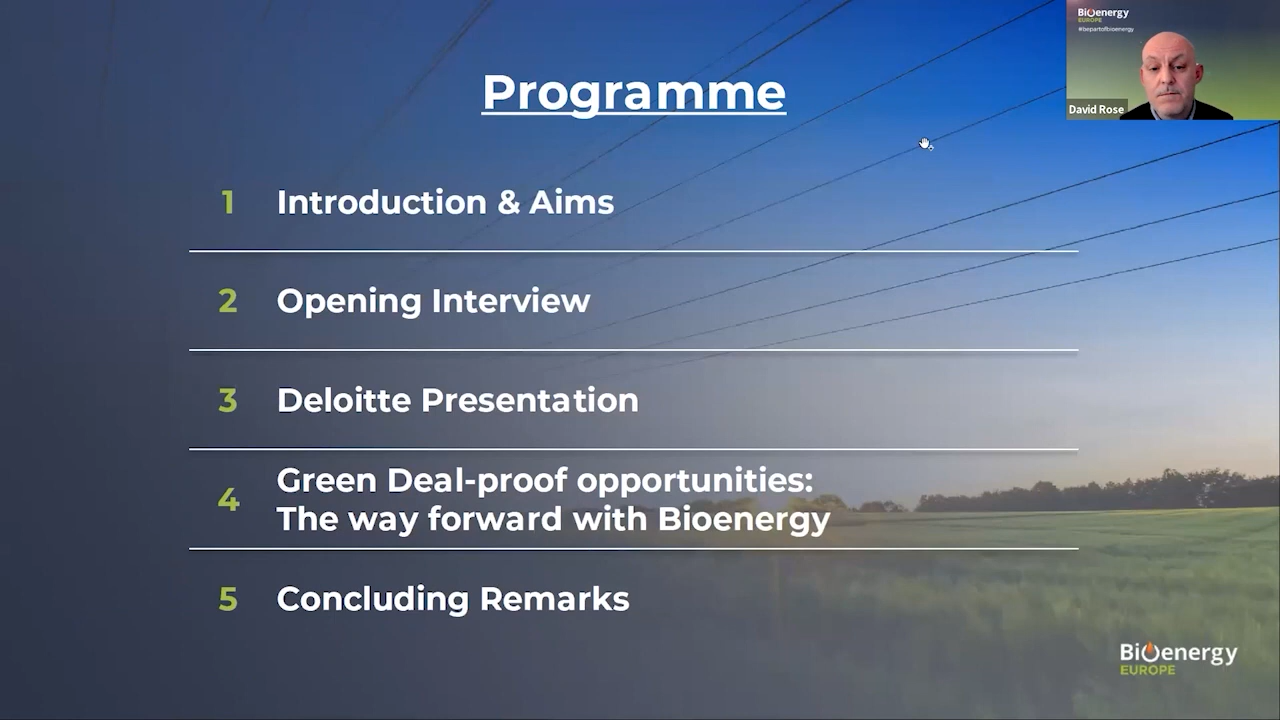 Programme
1 Introduction & Aims
2 Opening Interview
3 Deloitte Presentation
4 Green Deal-proof opportunities:
The way forward with Bioenergy
5 Concluding Remarks
Bioenergy
EUROPE
#bepartofbioenergy
David Rose
Bioenergy
EUROPE